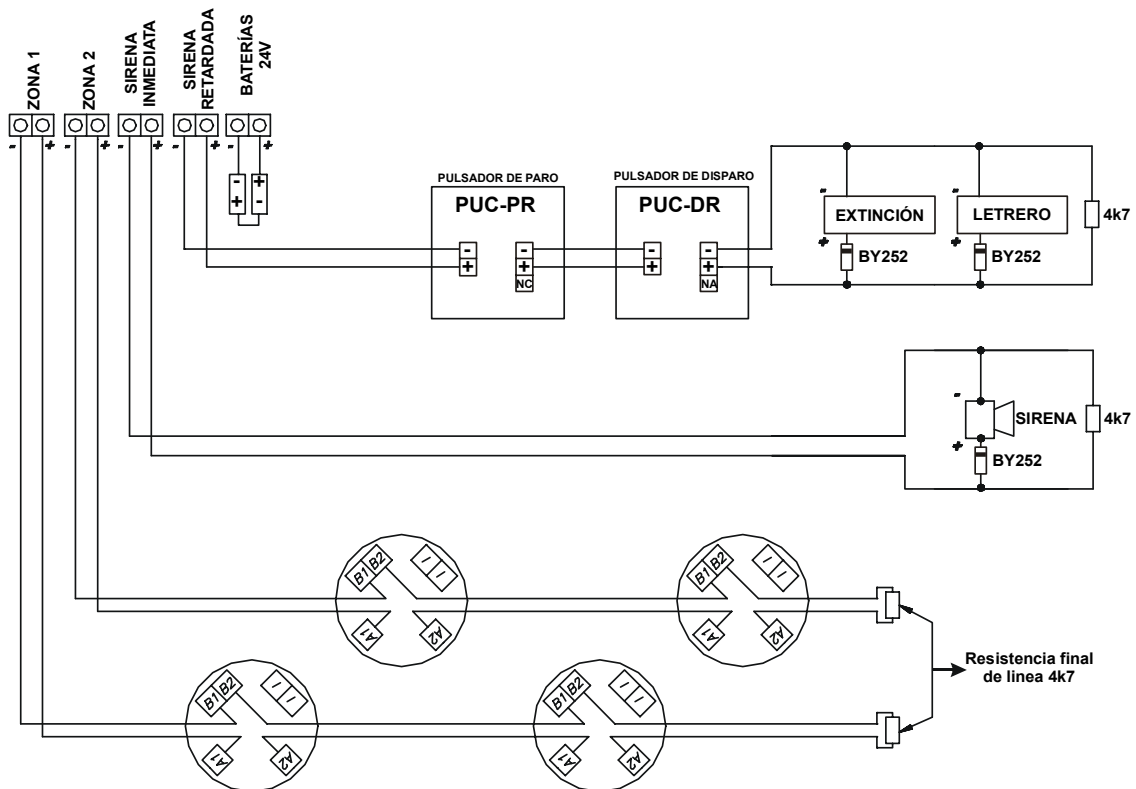 ZONA 1
ZONA 2
SIRENA
INMEDIATA
SIRENA
RETARDADA
BATERÍAS
24V
- + - + - + - + - +
- +
+ -
PULSADOR DE PARO
PUC-PR
-
+
-
+
NC
PULSADOR DE DISPARO
PUC-DR
-
+
-
+
NA
-
EXTINCIÓN
+
BY252
-
LETRERO
+
BY252
4k7
-
SIRENA
+
BY252
4k7
B1 B2 / /
A1 A2
B1 B2 / /
A1 A2
B1 B2 / /
A1 A2
B1 B2 / /
A1 A2
Resistencia final
de linea 4k7